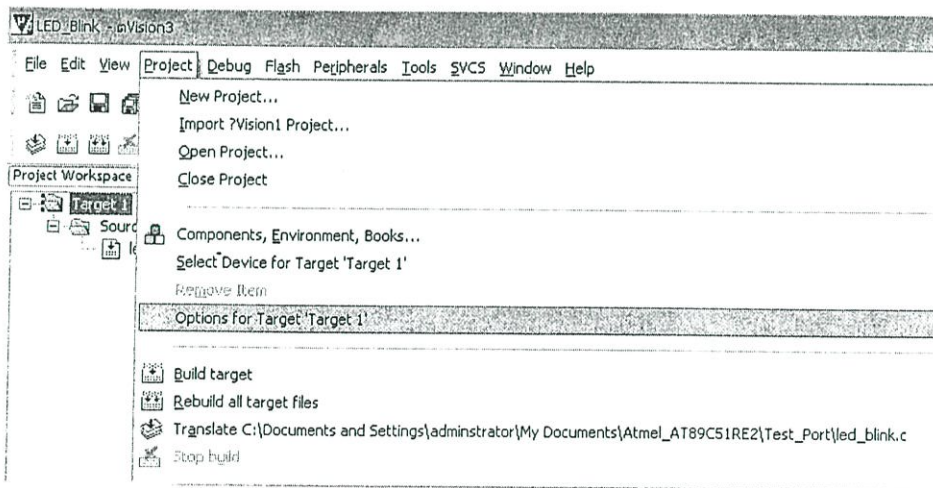 LED_Blink - µVision3
File Edit View Project Debug Flash Peripherals Tools SVCS Window Help
New Project...
Import ?Vision1 Project...
Open Project...
Close Project
Project Workspace
Target 1
Sourc
Components, Environment, Books...
Select Device for Target 'Target 1'
Remove Item
Options for Target 'Target 1'
Build target
Rebuild all target files
Translate C:\Documents and Settings\adminstrator\My Documents\Atmel_AT89C51RE2\Test_Port\led_blink.c
Stop build